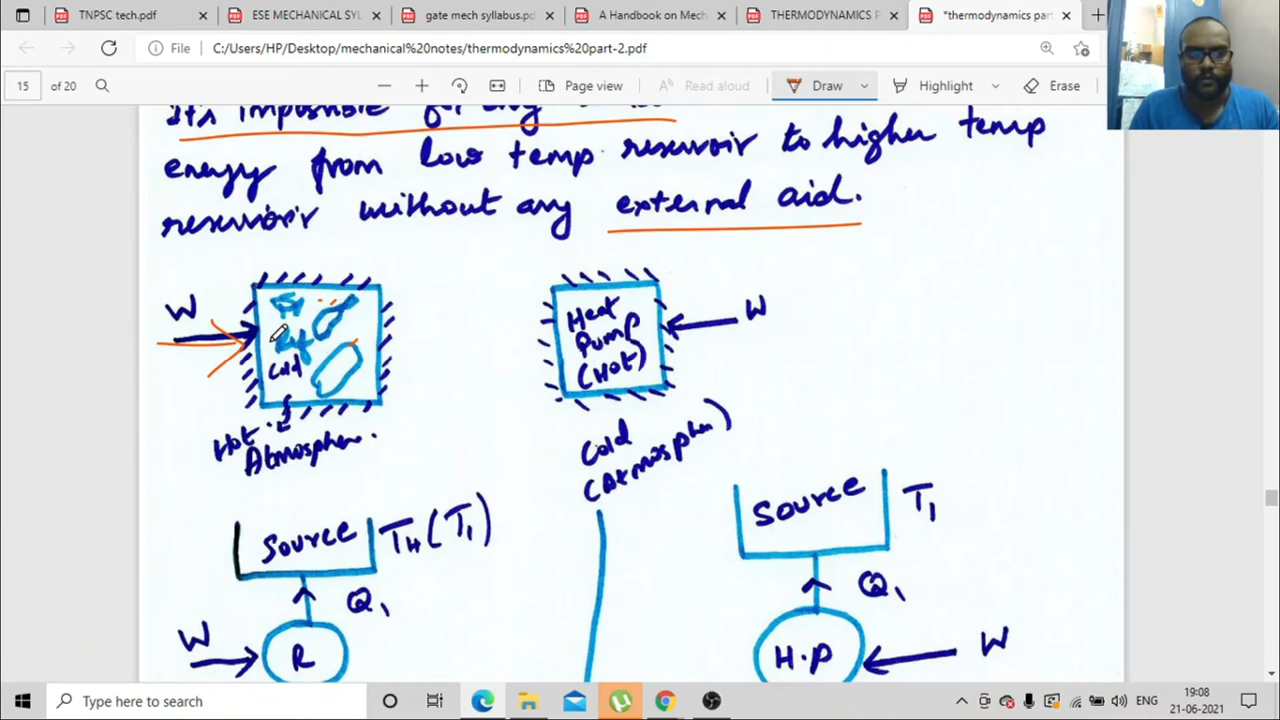 TNPSC tech.pdf
ESE MECHANICAL SYL
gate mech syllabus.pd
A Handbook on Mech
THERMODYNAMICS P
*thermodynamics par
File
C:/Users/HP/Desktop/mechanical%20notes/thermodynamics%20part-2.pdf
15 of 20
Page view
Read aloud
Draw
Highlight
Erase
It's impossible for any
energy from low temp. reservoir to higher temp
reservoir without any external aid.
W
Cold
Hot
Atmosphere.
Heat
Pump
(Hot)
W
Cold
(Atmospher)
Source TH (T1)
Q1
W
R
Source T1
Q1
H.P
W
Type here to search
ENG
19:08
21-06-2021